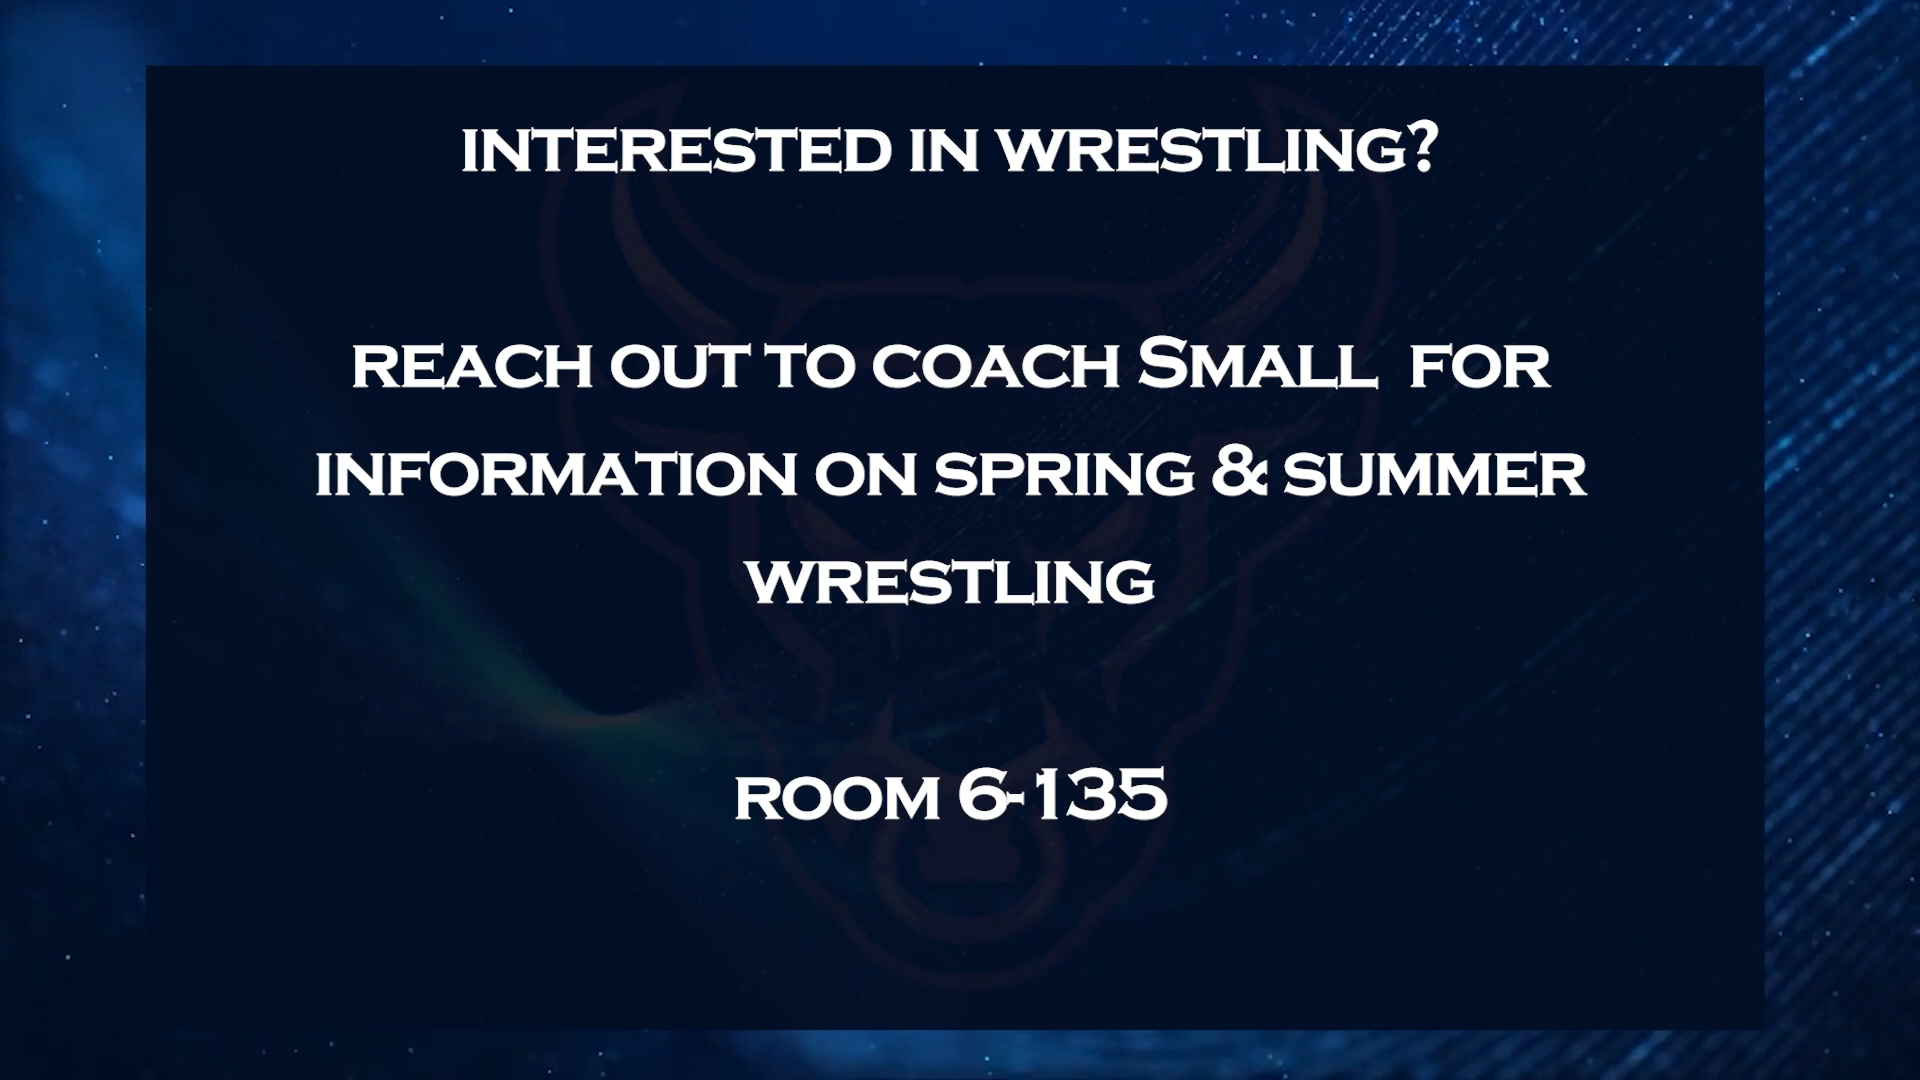 INTERESTED IN WRESTLING?
REACH OUT TO COACH SMALL FOR
INFORMATION ON SPRING & SUMMER
WRESTLING
ROOM 6-135